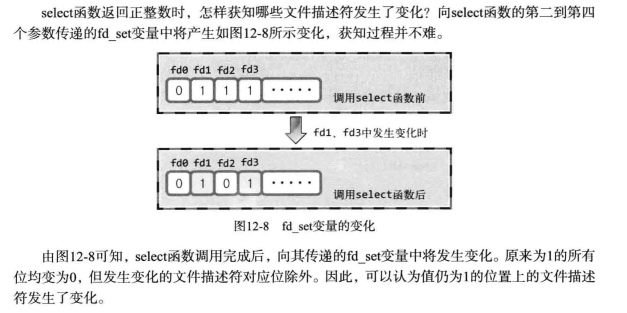 select函数返回正整数时，怎样获知哪些文件描述符发生了变化？向select函数的第二到第四
个参数传递的fd_set变量中将产生如图12-8所示变化，获知过程并不难。
fd0 fd1 fd2 fd3
0 1 1 1 ·····
调用select函数前
fd1、fd3中发生变化时
fd0 fd1 fd2 fd3
0 1 0 1 ·····
调用select函数后
图12-8 fd_set变量的变化
由图12-8可知，select函数调用完成后，向其传递的fd_set变量中将发生变化。原来为1的所有
位均变为0，但发生变化的文件描述符对应位除外。因此，可以认为值仍为1的位置上的文件描述
符发生了变化。